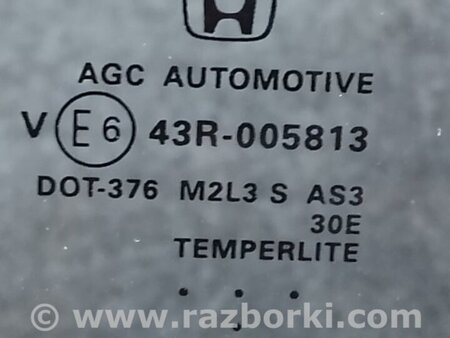 AGC AUTOMOTIVE
V E6 43R-005813
DOT-376 M2L3 S AS3
30E
TEMPERLITE
© www.razborki.com